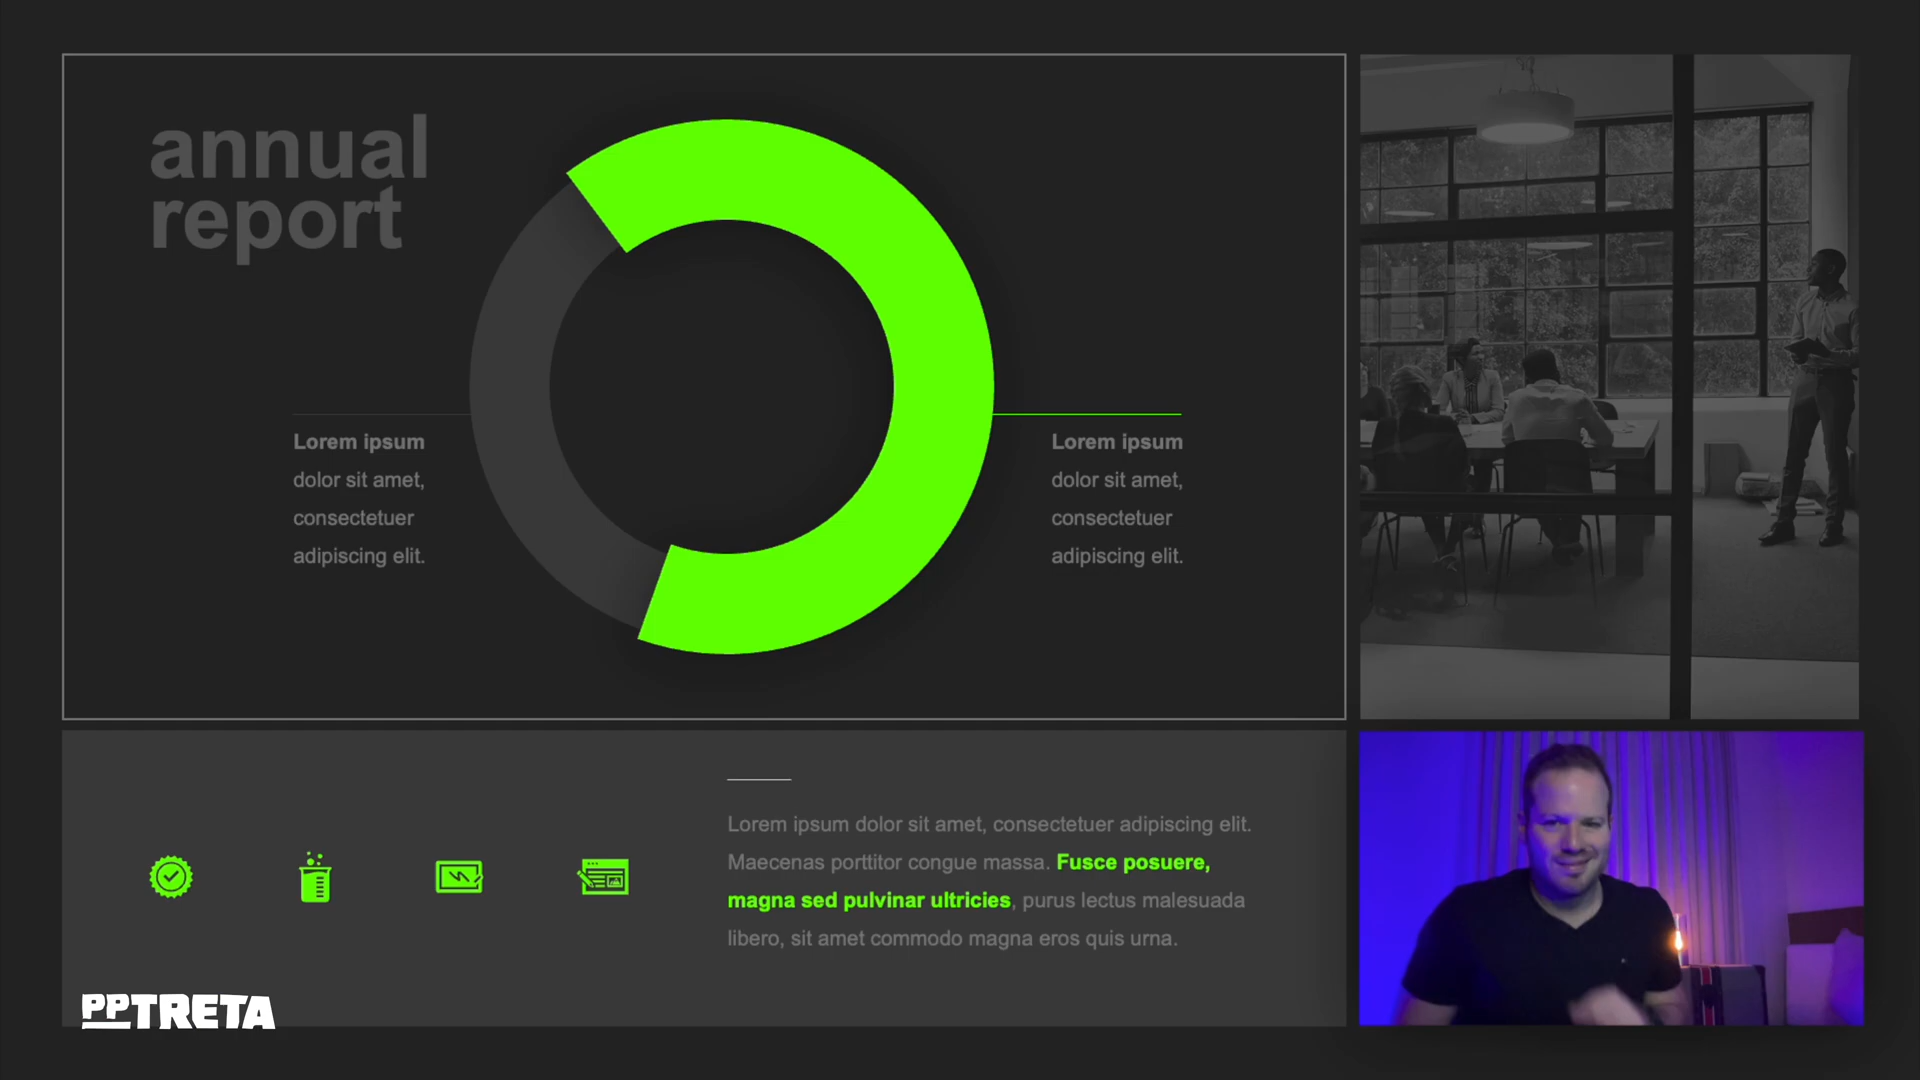 annual
report
Lorem ipsum
dolor sit amet,
consectetuer
adipiscing elit.
Lorem ipsum
dolor sit amet,
consectetuer
adipiscing elit.
Lorem ipsum dolor sit amet, consectetuer adipiscing elit.
Maecenas porttitor congue massa. Fusce posuere,
magna sed pulvinar ultricies, purus lectus malesuada
libero, sit amet commodo magna eros quis urna.
PPTRETA